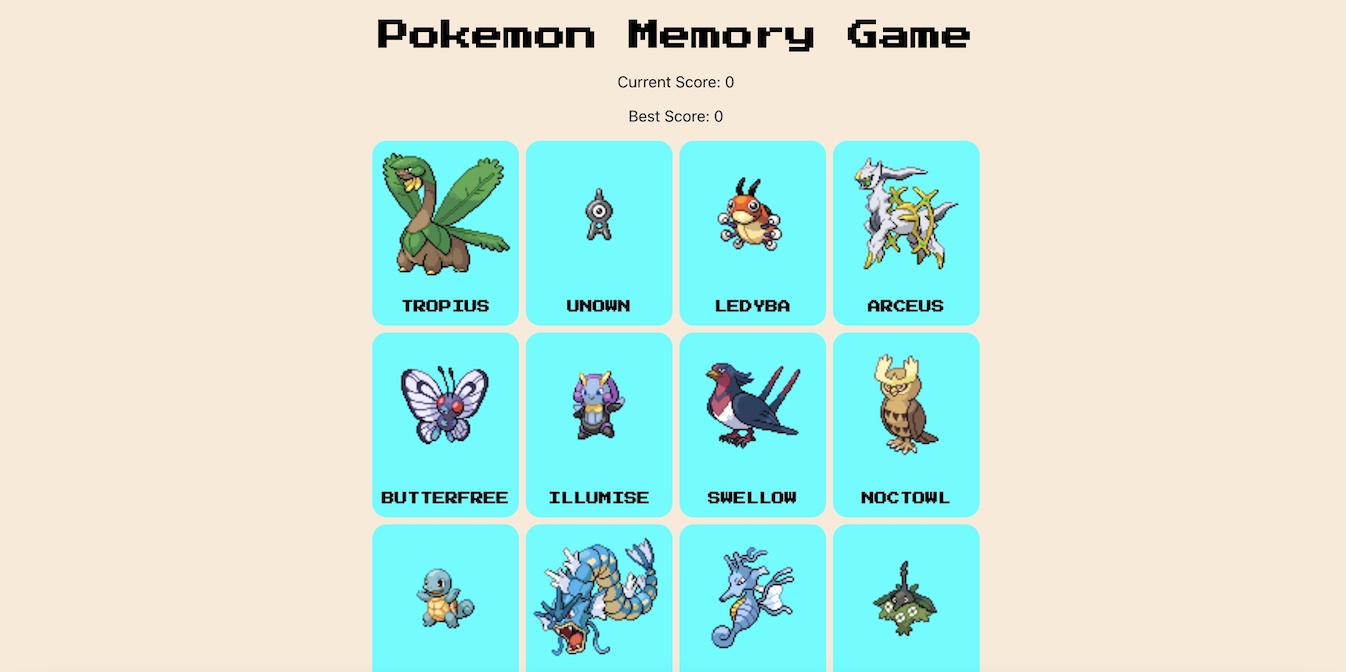 Pokemon Memory Game
Current Score: 0
Best Score: 0
TROPIUS
UNOWN
LEDYBA
ARCEUS
BUTTERFREE
ILLUMISE
SWELLOW
NOCTOWL